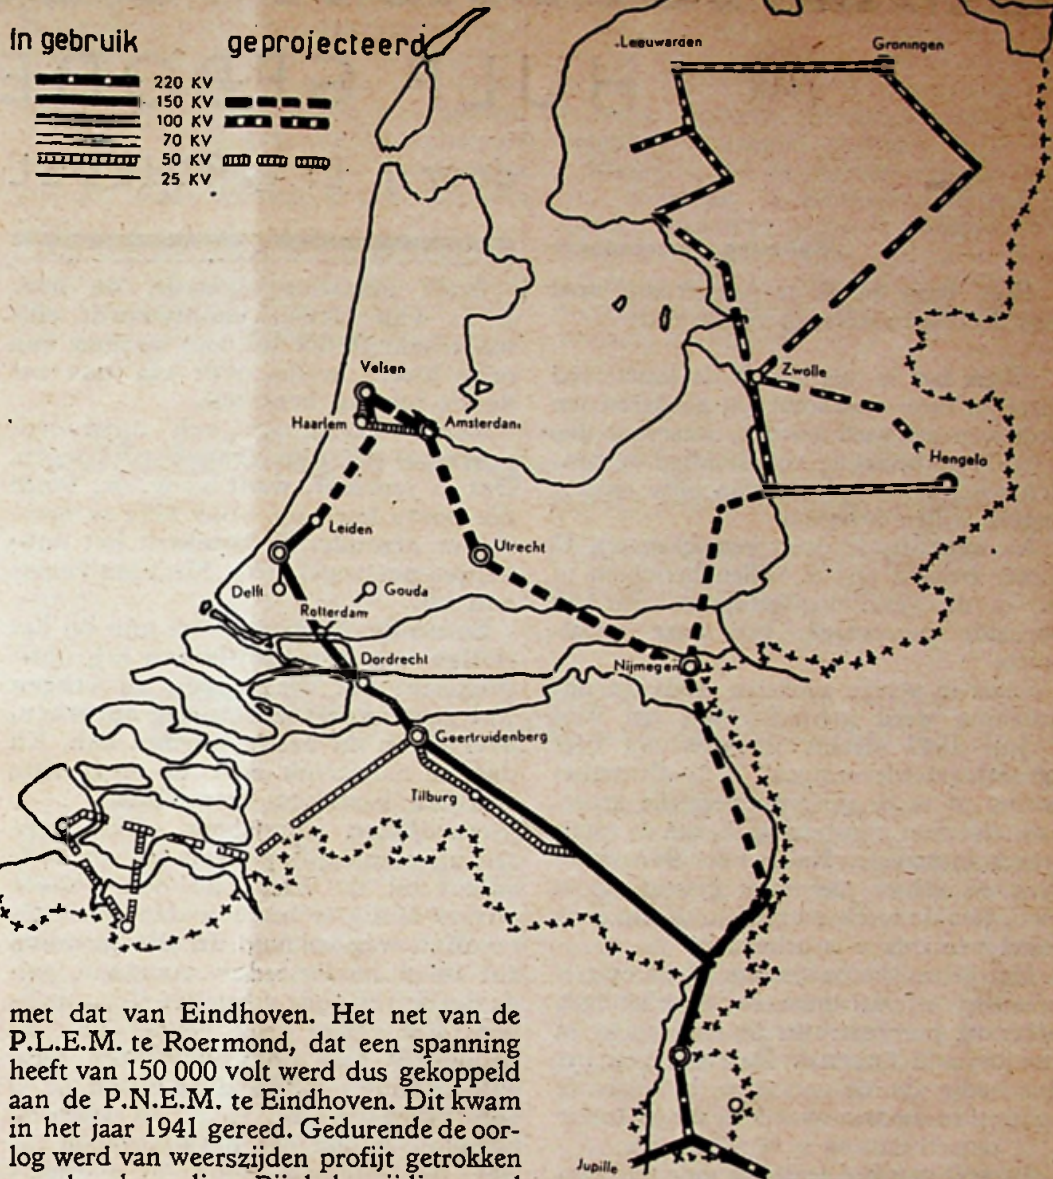 In gebruik
geprojecteerd
220 KV
150 KV
100 KV
70 KV
50 KV
25 KV
Leeuwarden
Groningen
Zwolle
Velsen
Haarlem
Amsterdam
Hengelo
Leiden
Utrecht
Delft
Gouda
Rotterdam
Dordrecht
Nijmegen
Geertruidenberg
Tilburg
met dat van Eindhoven. Het net van de
P.L.E.M. te Roermond, dat een spanning
heeft van 150 000 volt werd dus gekoppeld
aan de P.N.E.M. te Eindhoven. Dit kwam
in het jaar 1941 gereed. Gedurende de oor-
log werd van weerszijden profijt getrokken
Jupille